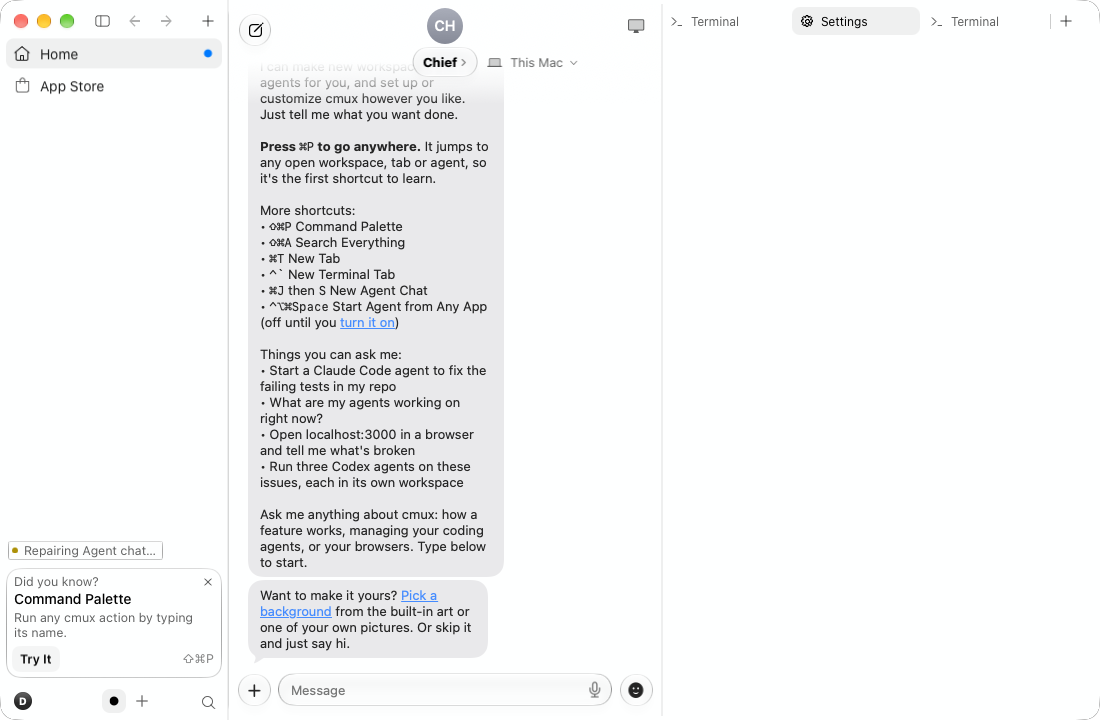 Home
App Store
Repairing Agent chat...
Did you know?
Command Palette
Run any cmux action by typing
its name.
Try It
⇧⌘P
D
CH
Chief
This Mac
I can make new
agents for you, and set up or
customize cmux however you like.
Just tell me what you want done.
Press ⌘P to go anywhere. It jumps to
any open workspace, tab or agent, so
it's the first shortcut to learn.
More shortcuts:
• ⇧⌘P Command Palette
• ⇧⌘A Search Everything
• ⌘T New Tab
• ^` New Terminal Tab
• ⌘J then S New Agent Chat
• ^⌥⌘Space Start Agent from Any App
(off until you turn it on)
Things you can ask me:
• Start a Claude Code agent to fix the
failing tests in my repo
• What are my agents working on
right now?
• Open localhost:3000 in a browser
and tell me what's broken
• Run three Codex agents on these
issues, each in its own workspace
Ask me anything about cmux: how a
feature works, managing your coding
agents, or your browsers. Type below
to start.
Want to make it yours? Pick a
background from the built-in art or
one of your own pictures. Or skip it
and just say hi.
Message
Terminal
Settings
Terminal